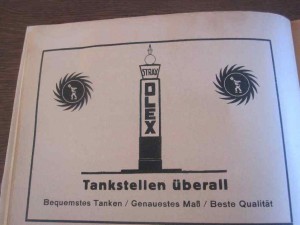 STRAX
OLEX
Tankstellen überall
Bequemstes Tanken / Genauestes Maß / Beste Qualität